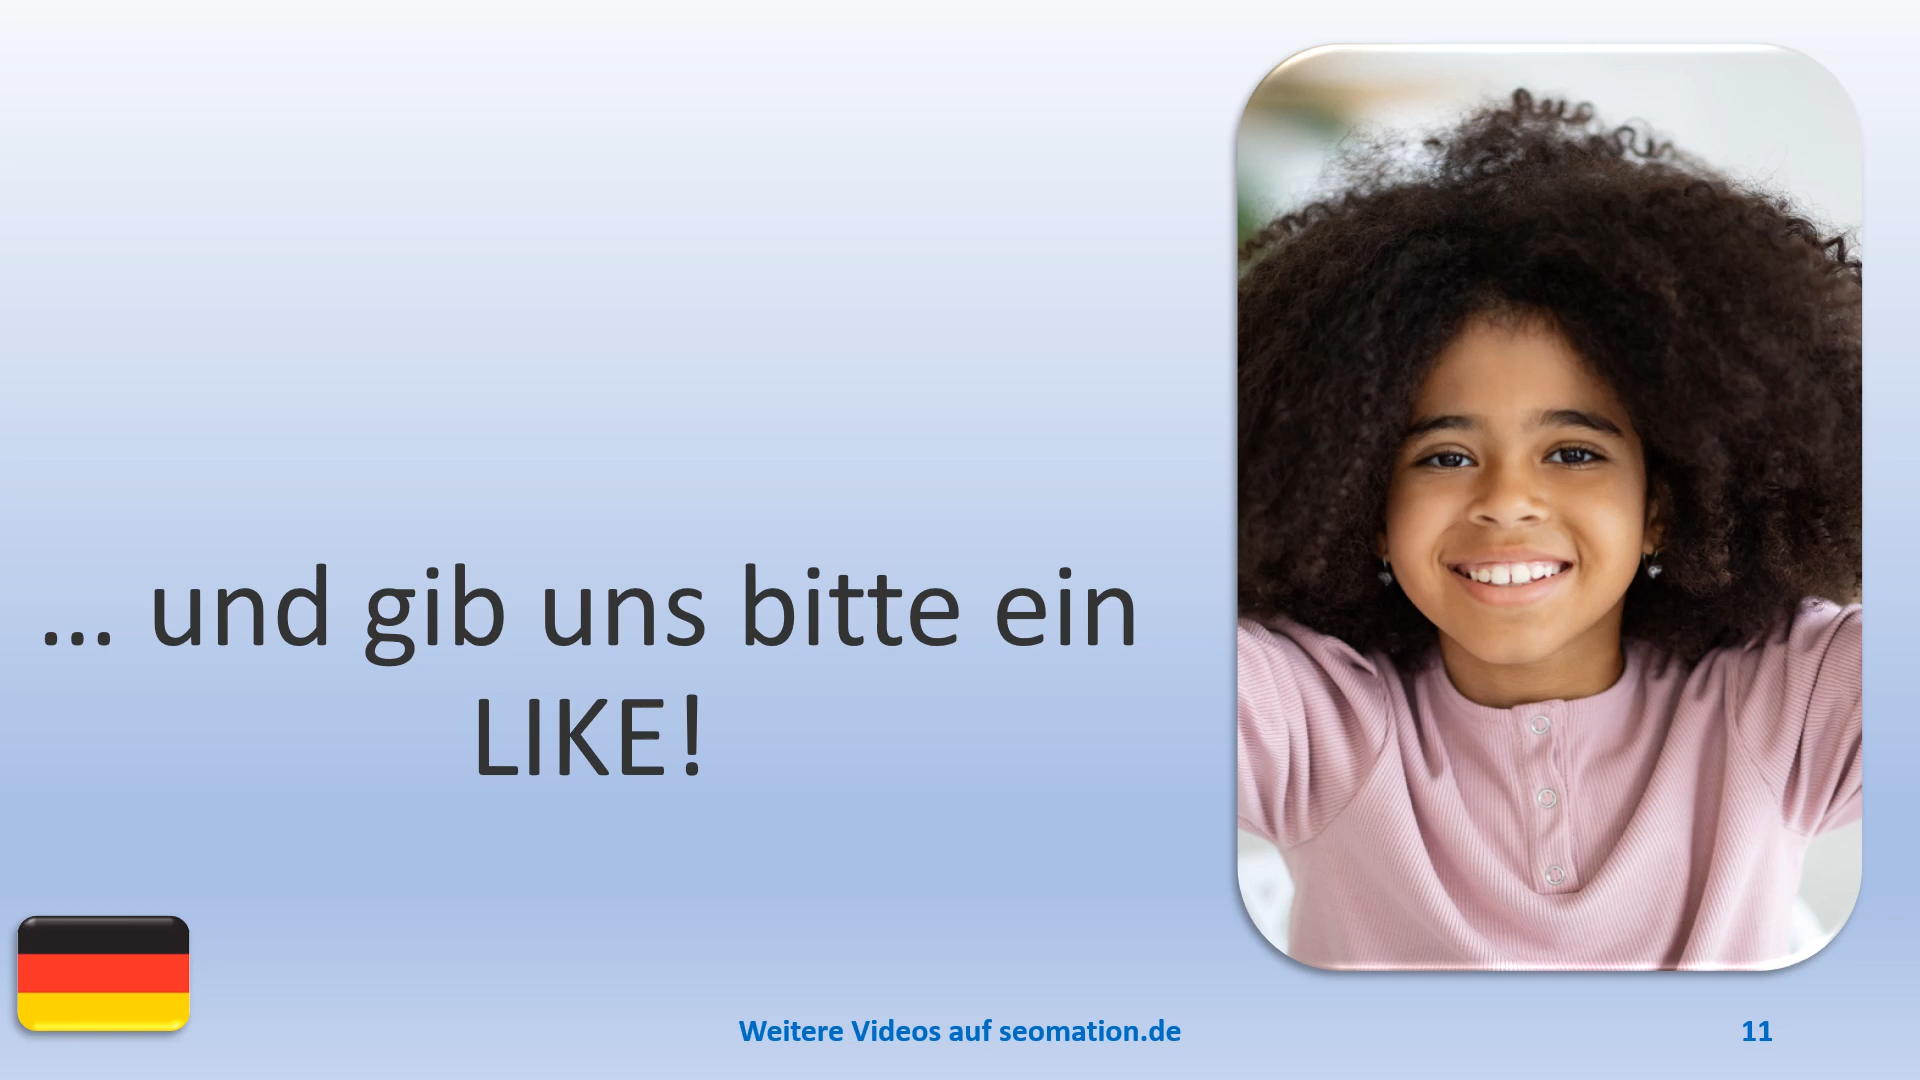 ... und gib uns bitte ein
LIKE!
Weitere Videos auf seomation.de
11